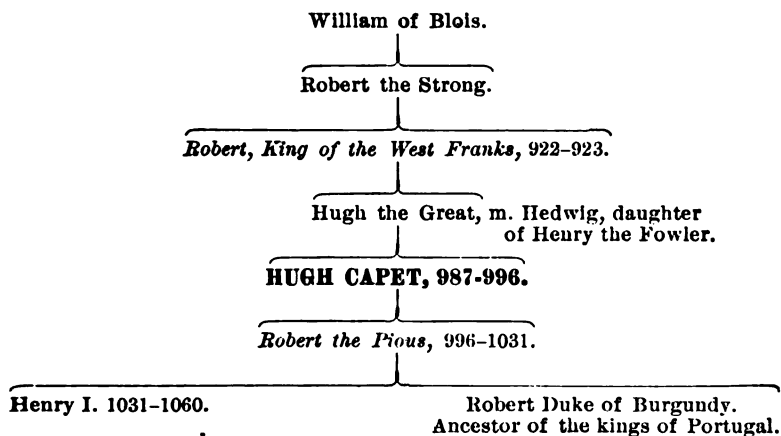 William of Blois.
Robert the Strong.
Robert, King of the West Franks, 922–923.
Hugh the Great, m. Hedwig, daughter
of Henry the Fowler.
HUGH CAPET, 987-996.
Robert the Pious, 996–1031.
Henry I. 1031–1060.
Robert Duke of Burgundy.
Ancestor of the kings of Portugal.